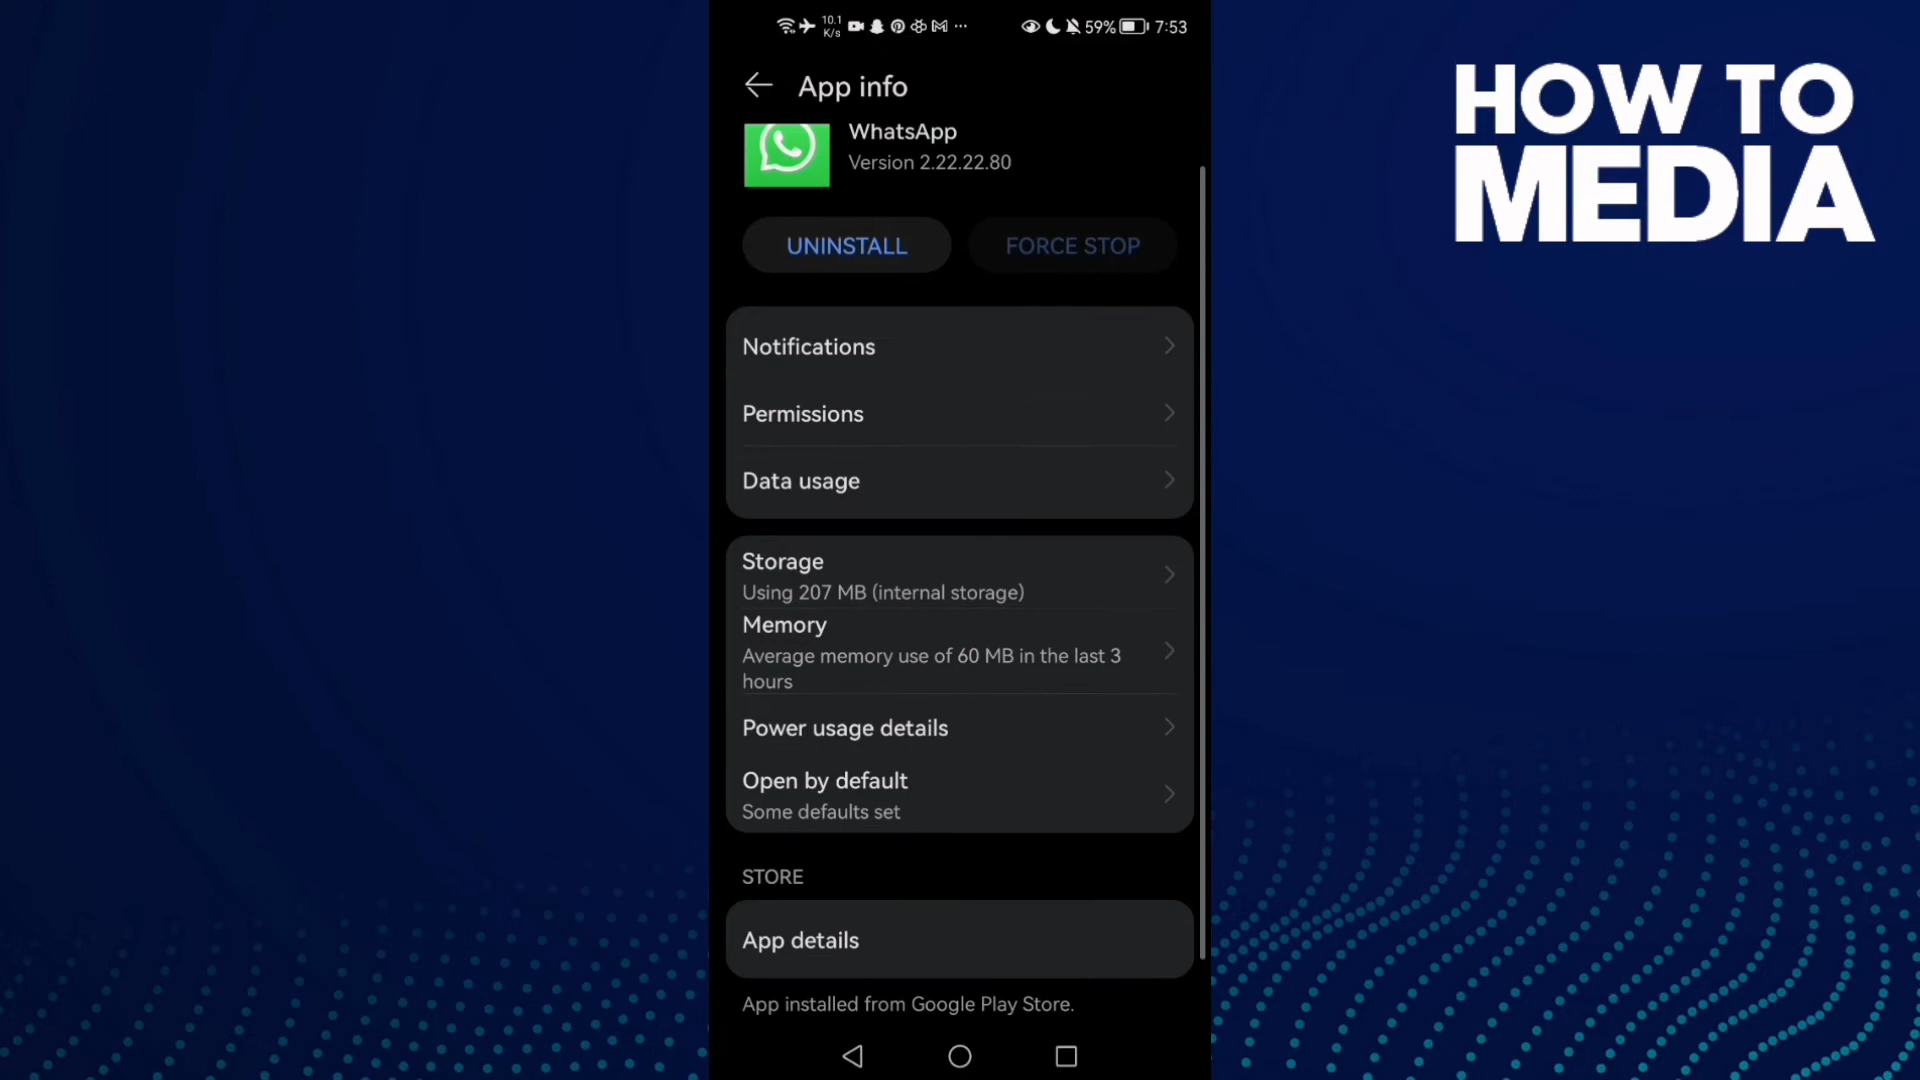 10.1
K/s
59%
7:53
App info
WhatsApp
Version 2.22.22.80
UNINSTALL
FORCE STOP
Notifications
Permissions
Data usage
Storage
Using 207 MB (internal storage)
Memory
Average memory use of 60 MB in the last 3
hours
Power usage details
Open by default
Some defaults set
STORE
App details
App installed from Google Play Store.
HOW TO
MEDIA